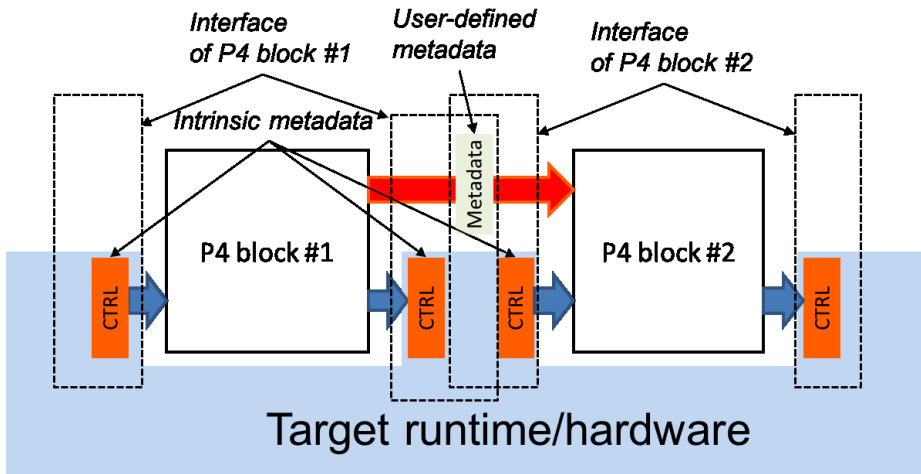 Interface
of P4 block #1
User-defined
metadata
Interface
of P4 block #2
Intrinsic metadata
Metadata
P4 block #1
P4 block #2
CTRL
CTRL
CTRL
CTRL
Target runtime/hardware